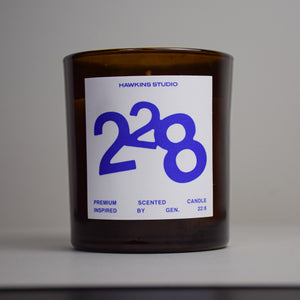 HAWKINS STUDIO
228
PREMIUM SCENTED CANDLE
INSPIRED BY GEN. 22:8